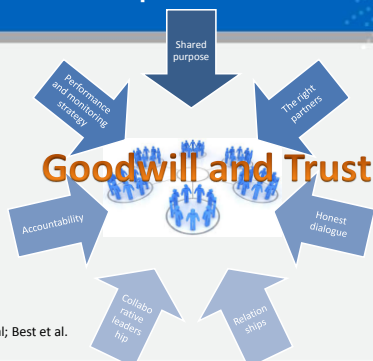 Shared
purpose
Performance
and monitoring
strategy
The right
partners
Goodwill and Trust
Accountability
Honest
dialogue
Collabo
rative
leaders
hip
Relation
ships
al; Best et al.